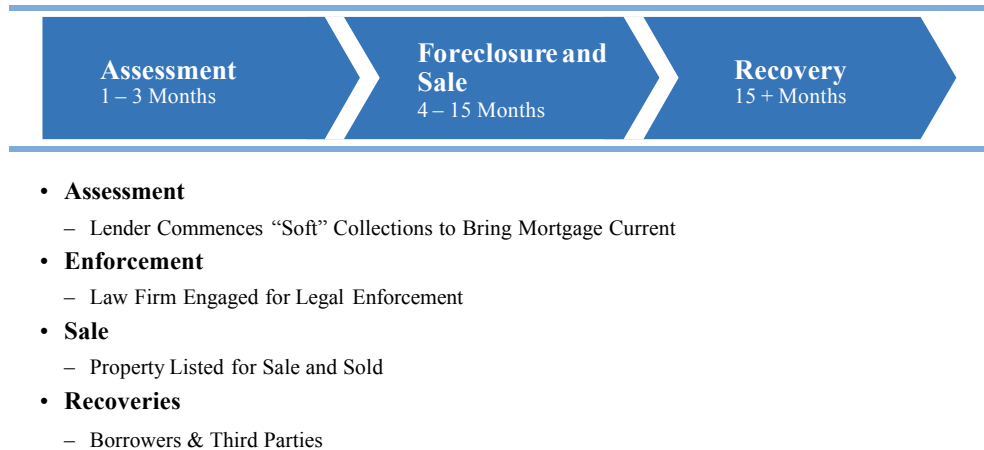 Assessment
1 – 3 Months
Foreclosure and
Sale
4 – 15 Months
Recovery
15 + Months
• Assessment
– Lender Commences “Soft” Collections to Bring Mortgage Current
• Enforcement
– Law Firm Engaged for Legal Enforcement
• Sale
– Property Listed for Sale and Sold
• Recoveries
– Borrowers & Third Parties